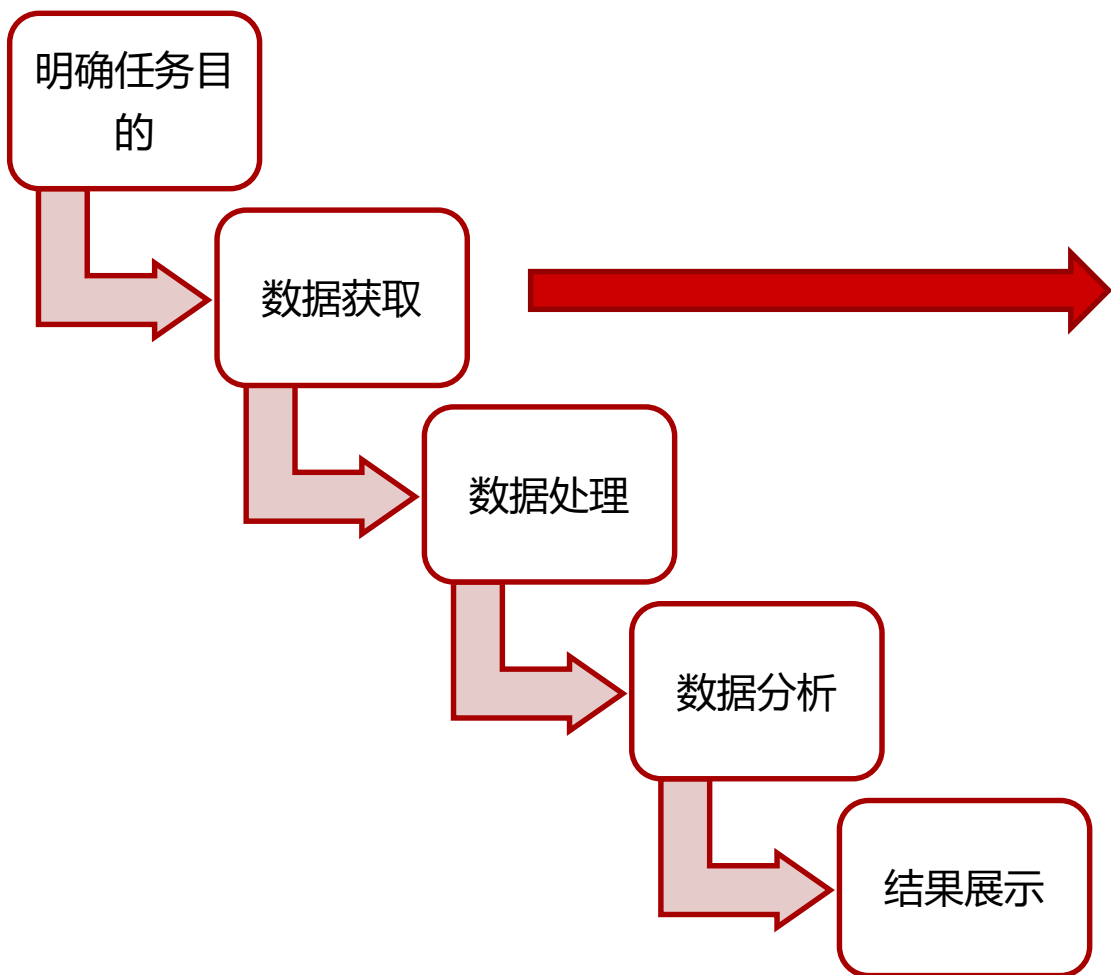 明确任务目
的
数据获取
数据处理
数据分析
结果展示